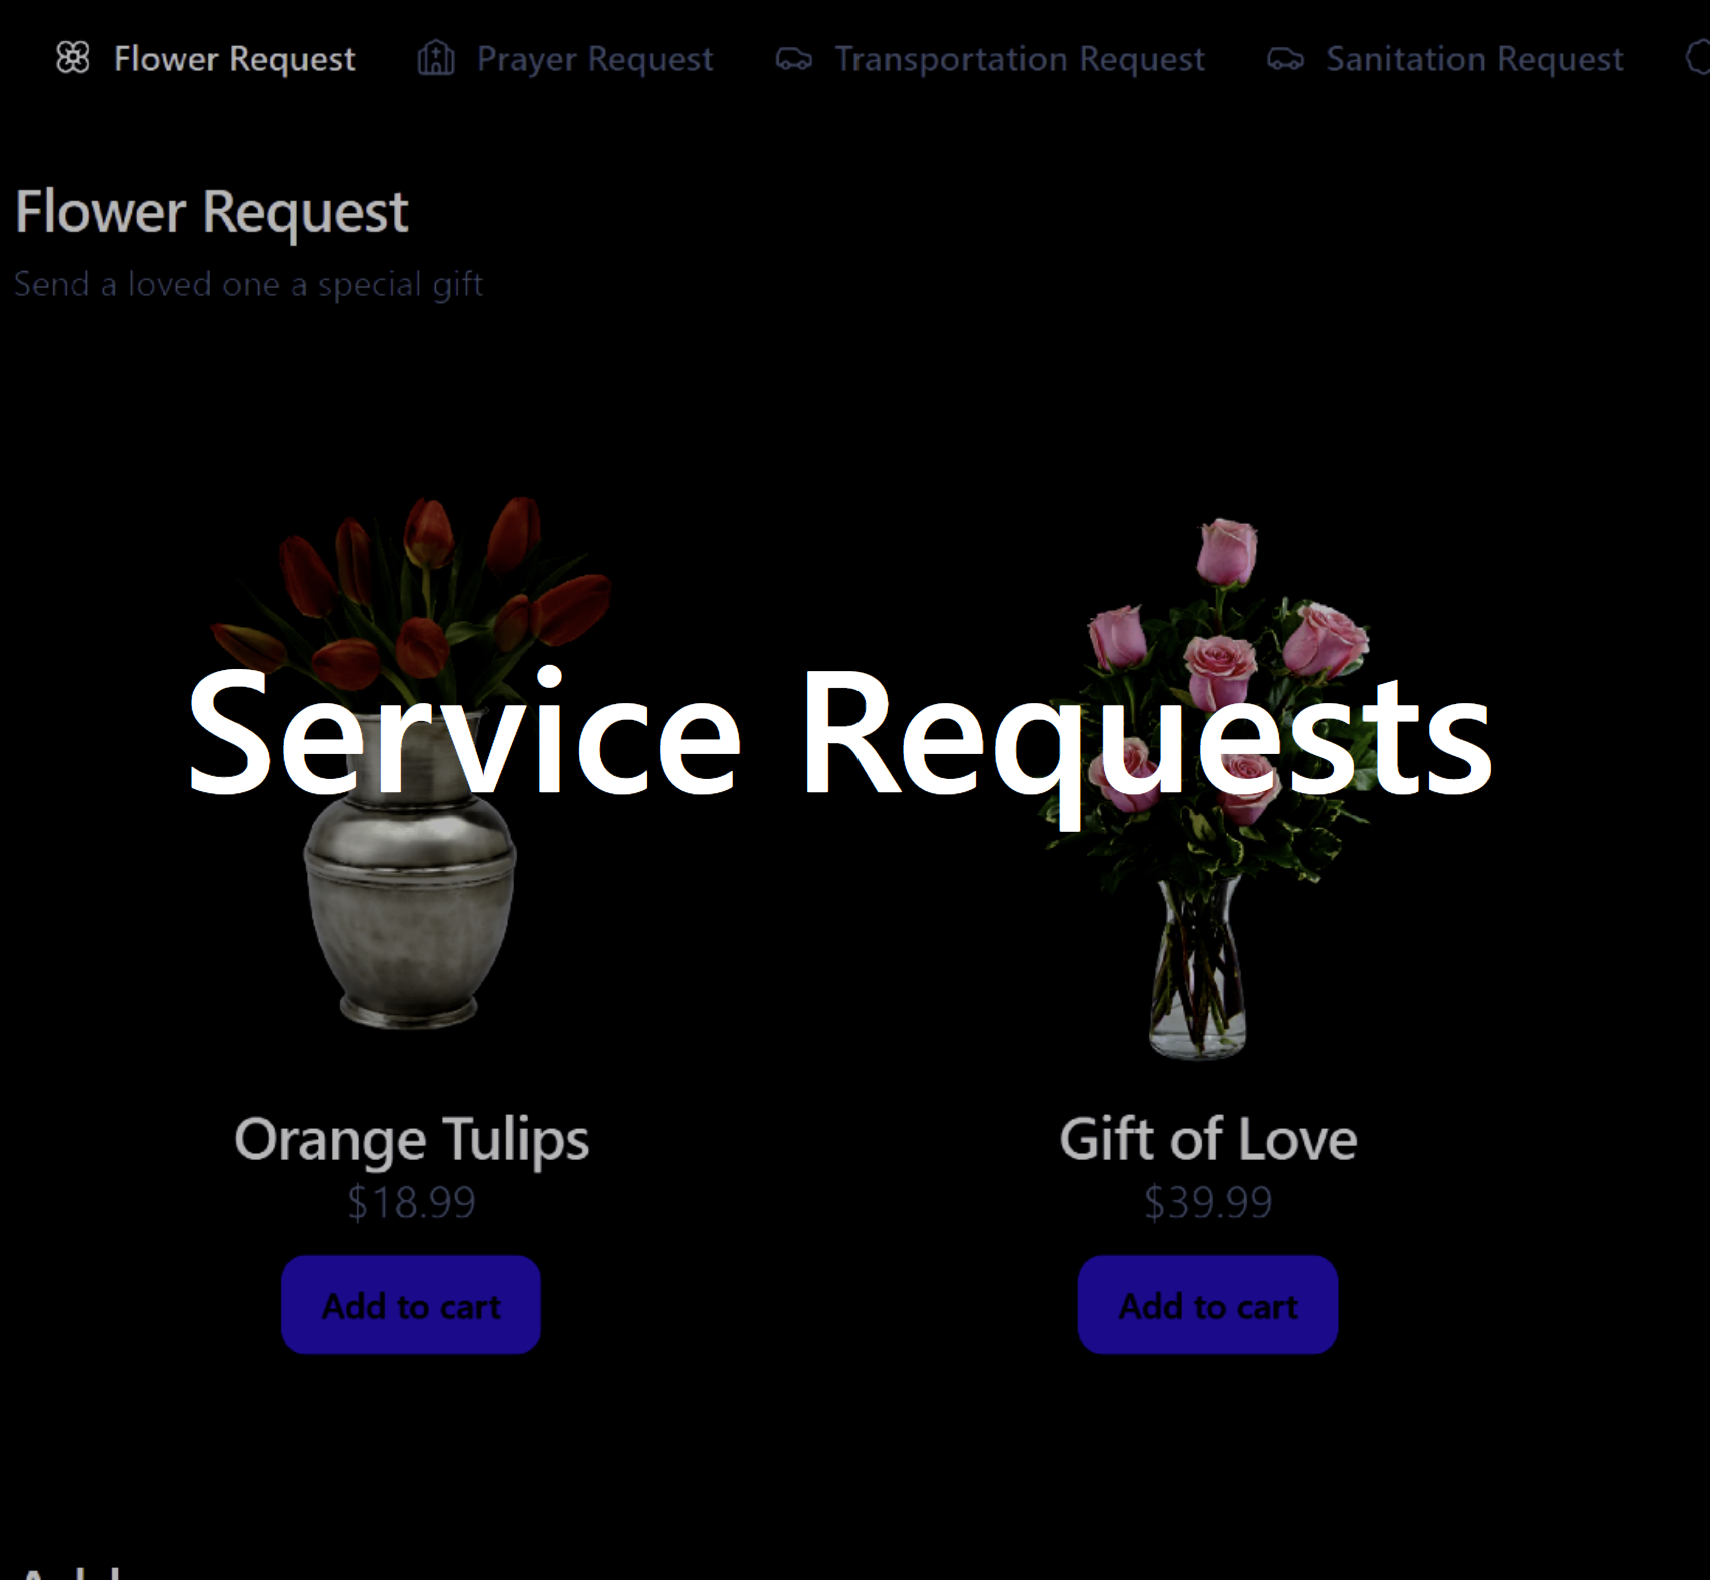 Flower Request Prayer Request Transportation Request Sanitation Request
Flower Request
Send a loved one a special gift
Service Requests
Orange Tulips Gift of Love
$18.99 $39.99
Add to cart Add to cart